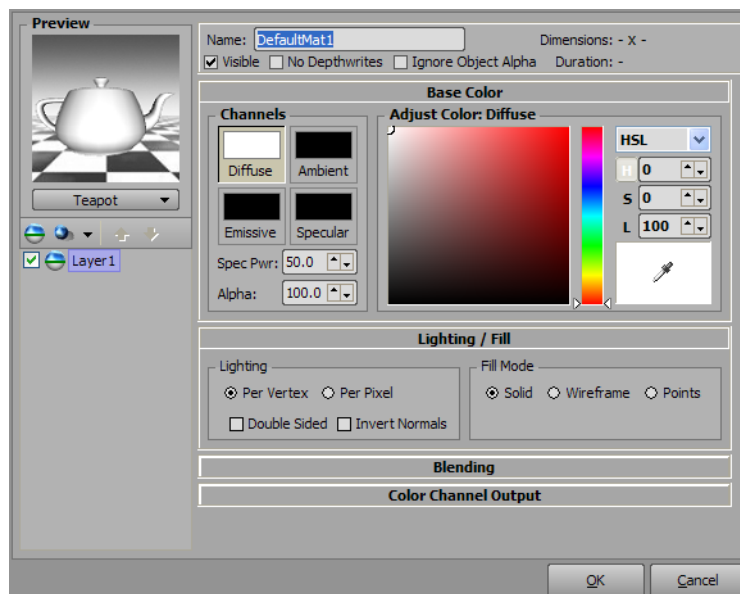 Preview
Name: DefaultMat1
Dimensions: - x -
Visible No Depthwrites Ignore Object Alpha Duration: -
Teapot
Layer1
Base Color
Channels
Diffuse Ambient
Emissive Specular
Spec Pwr: 50.0
Alpha: 100.0
Adjust Color: Diffuse
HSL
H 0
S 0
L 100
Lighting / Fill
Lighting
Per Vertex Per Pixel
Double Sided Invert Normals
Fill Mode
Solid Wireframe Points
Blending
Color Channel Output
OK Cancel